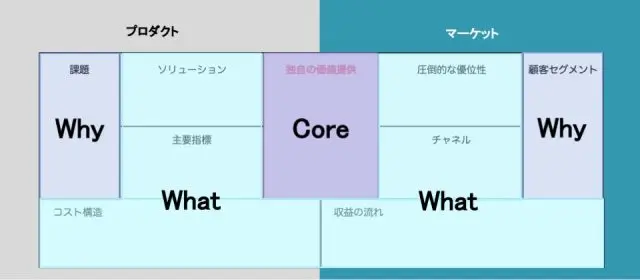 プロダクト
マーケット
課題
ソリューション
独自の価値提供
圧倒的な優位性
顧客セグメント
Why
Core
Why
主要指標
チャネル
What
What
コスト構造
収益の流れ